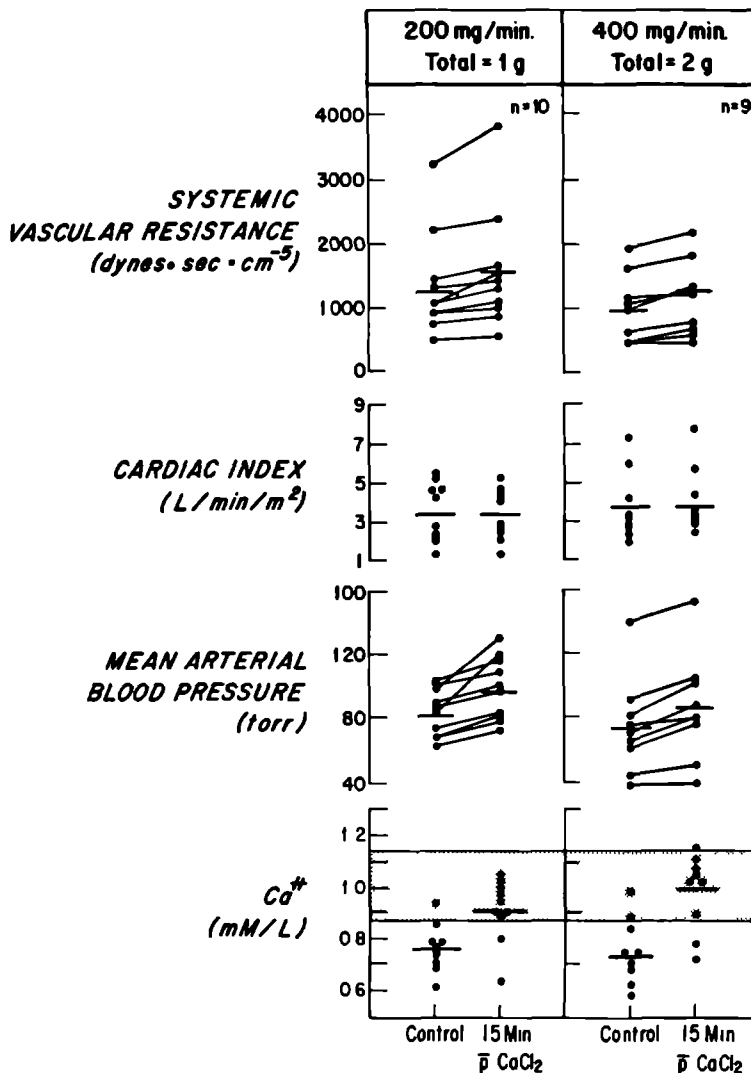 200 mg/min. 400 mg/min.
Total = 1 g Total = 2 g
n=10 n=9
4000
3000
2000
1000
0
SYSTEMIC
VASCULAR RESISTANCE
(dynes • sec • cm⁻⁵)
9
7
5
3
1
CARDIAC INDEX
(L/min/m²)
100
120
80
40
MEAN ARTERIAL
BLOOD PRESSURE
(torr)
1.2
1.0
0.8
0.6
Ca⁺⁺
(mM/L)
Control 15 Min Control 15 Min
p̅ CaCl₂ p̅ CaCl₂